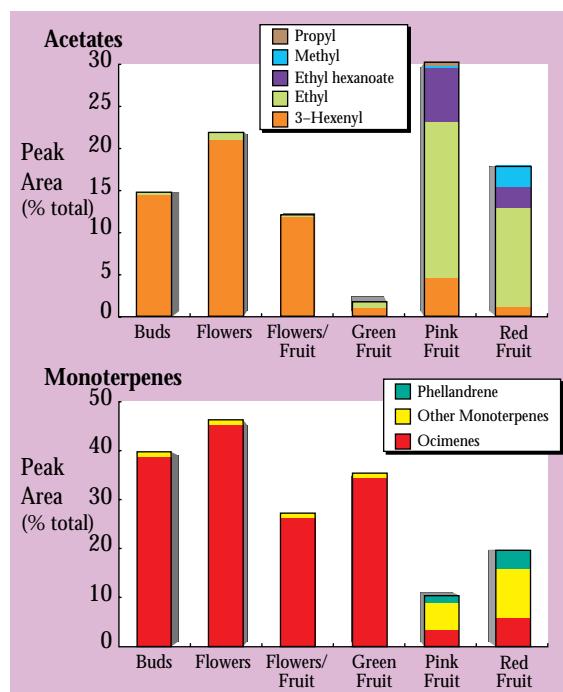 Acetates
Propyl
Methyl
Ethyl hexanoate
Ethyl
3–Hexenyl
Peak
Area
(% total)
30
25
20
15
10
5
0
Buds
Flowers
Flowers/
Fruit
Green
Fruit
Pink
Fruit
Red
Fruit
Monoterpenes
Phellandrene
Other Monoterpenes
Ocimenes
Peak
Area
(% total)
50
40
30
20
10
0
Buds
Flowers
Flowers/
Fruit
Green
Fruit
Pink
Fruit
Red
Fruit